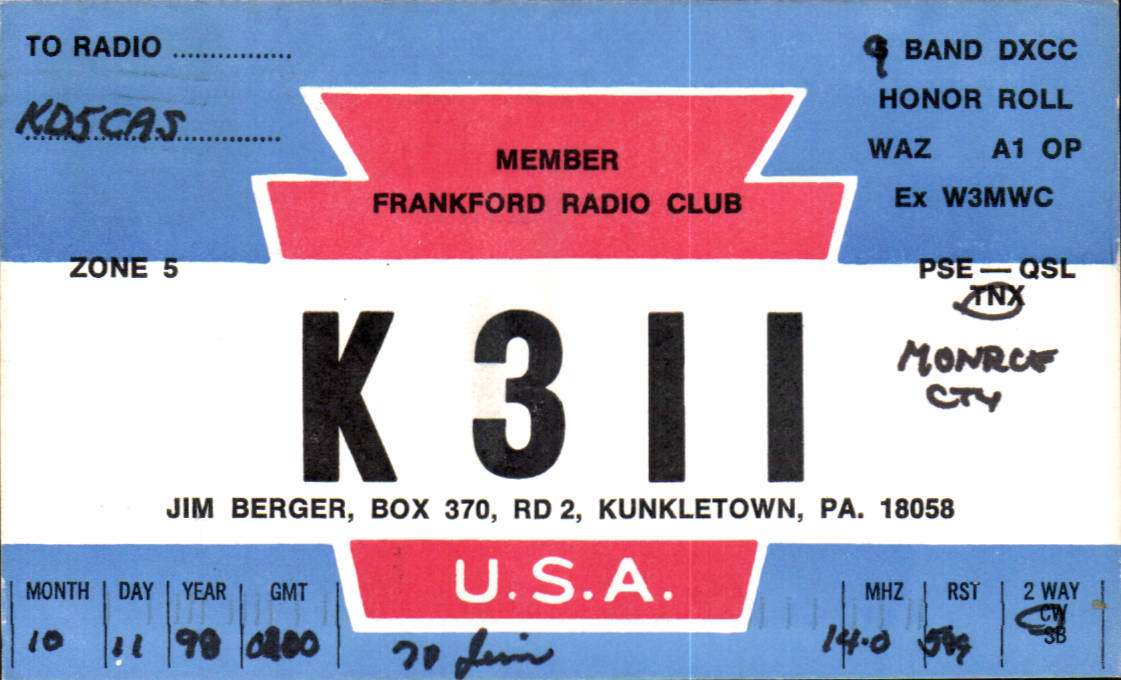 TO RADIO ................
KD5CAS
9 BAND DXCC
HONOR ROLL
WAZ A1 OP
Ex W3MWC
MEMBER
FRANKFORD RADIO CLUB
ZONE 5
PSE — QSL
TNX
MONROE
CTY
K3II
JIM BERGER, BOX 370, RD 2, KUNKLETOWN, PA. 18058
U.S.A.
MONTH DAY YEAR GMT MHZ RST 2 WAY
CW
SB
10 11 98 14.0 599
Jim